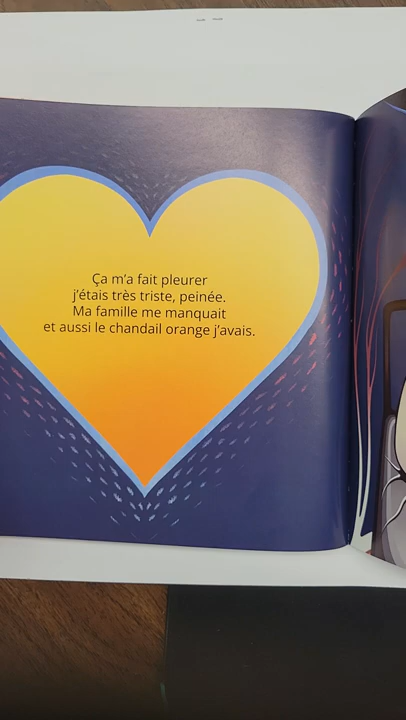 Ça m'a fait pleurer
j'étais très triste, peinée.
Ma famille me manquait
et aussi le chandail orange j'avais.